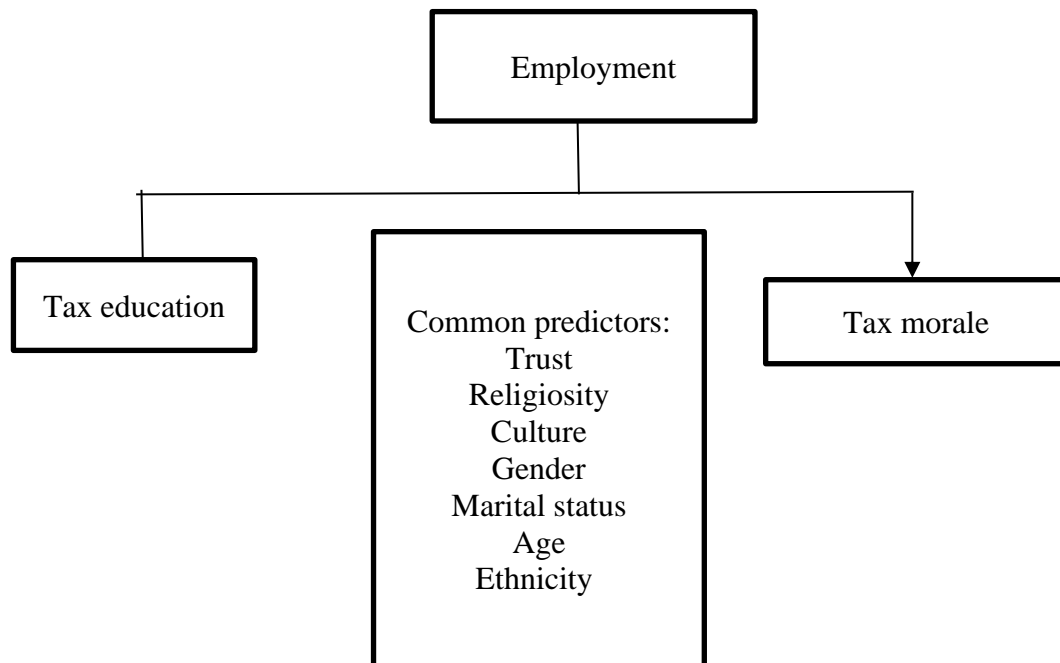 Employment
Tax education
Common predictors:
Trust
Religiosity
Culture
Gender
Marital status
Age
Ethnicity
Tax morale